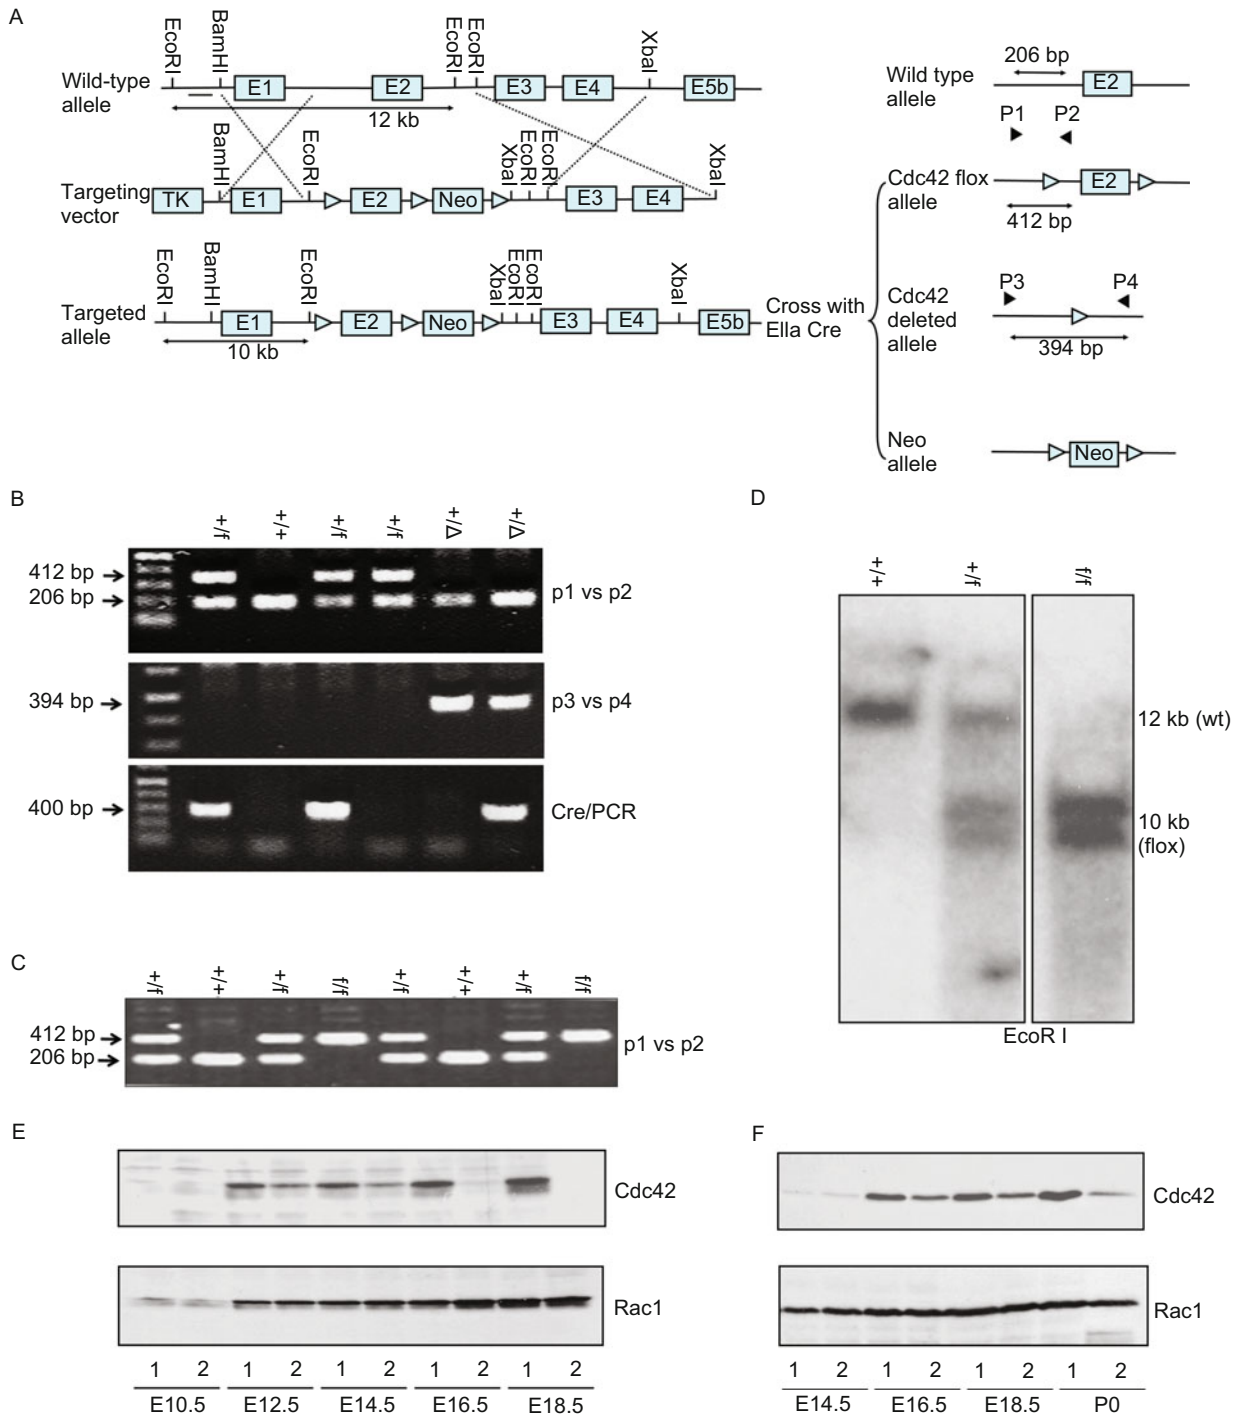 A
EcoRI
BamHI
EcoRI
EcoRI
XbaI
Wild-type
allele
E1
E2
E3
E4
E5b
12 kb
BamHI
EcoRI
XbaI
EcoRI
EcoRI
XbaI
Targeting
vector
TK
E1
E2
Neo
E3
E4
EcoRI
BamHI
EcoRI
XbaI
EcoRI
EcoRI
XbaI
Targeted
allele
E1
E2
Neo
E3
E4
E5b
10 kb
Cross with
Ella Cre
206 bp
Wild type
allele
E2
P1
P2
Cdc42 flox
allele
E2
412 bp
P3
P4
Cdc42
deleted
allele
394 bp
Neo
allele
Neo
B
+/f
+/+
+/f
+/f
+/Δ
+/Δ
412 bp
206 bp
p1 vs p2
394 bp
p3 vs p4
400 bp
Cre/PCR
C
+/f
+/+
+/f
f/f
+/f
+/+
+/f
f/f
412 bp
206 bp
p1 vs p2
D
+/+
+/f
f/f
12 kb (wt)
10 kb
(flox)
EcoR I
E
Cdc42
Rac1
1 2 1 2 1 2 1 2 1 2
E10.5 E12.5 E14.5 E16.5 E18.5
F
Cdc42
Rac1
1 2 1 2 1 2 1 2
E14.5 E16.5 E18.5 P0